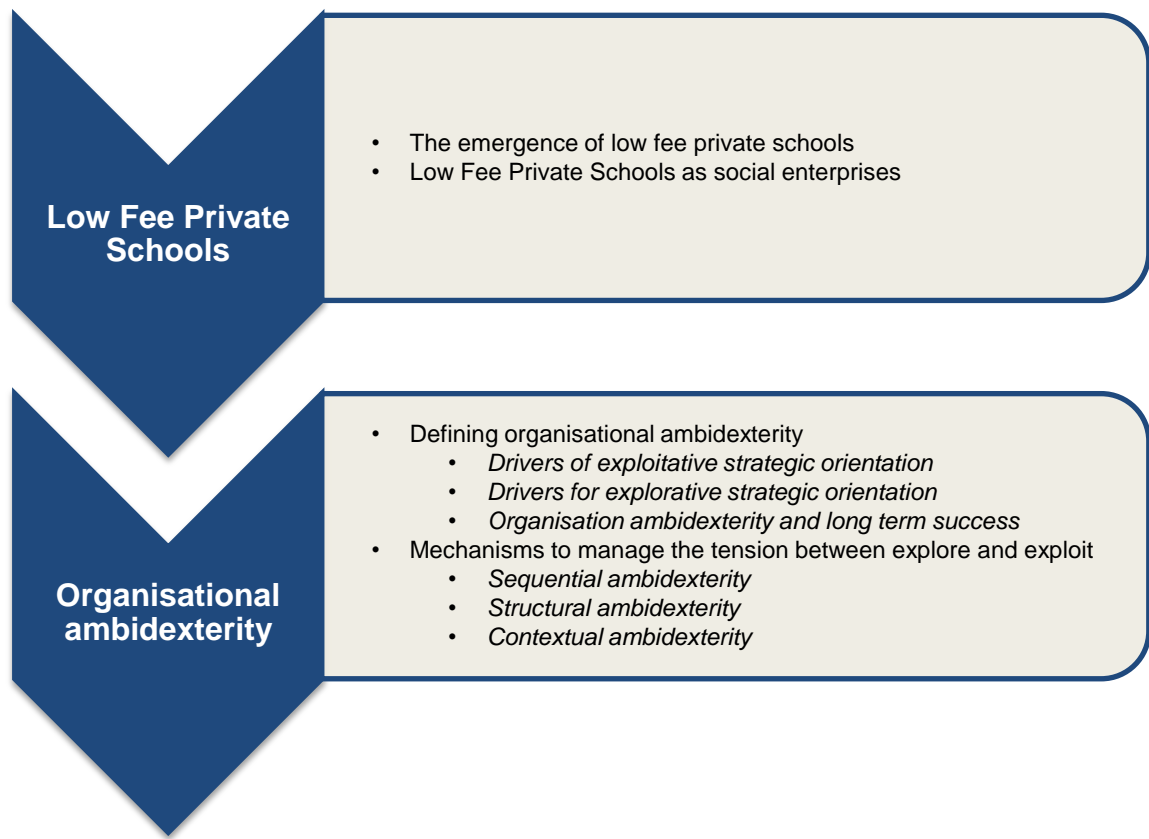 Low Fee Private
Schools
• The emergence of low fee private schools
• Low Fee Private Schools as social enterprises
Organisational
ambidexterity
• Defining organisational ambidexterity
• Drivers of exploitative strategic orientation
• Drivers for explorative strategic orientation
• Organisation ambidexterity and long term success
• Mechanisms to manage the tension between explore and exploit
• Sequential ambidexterity
• Structural ambidexterity
• Contextual ambidexterity